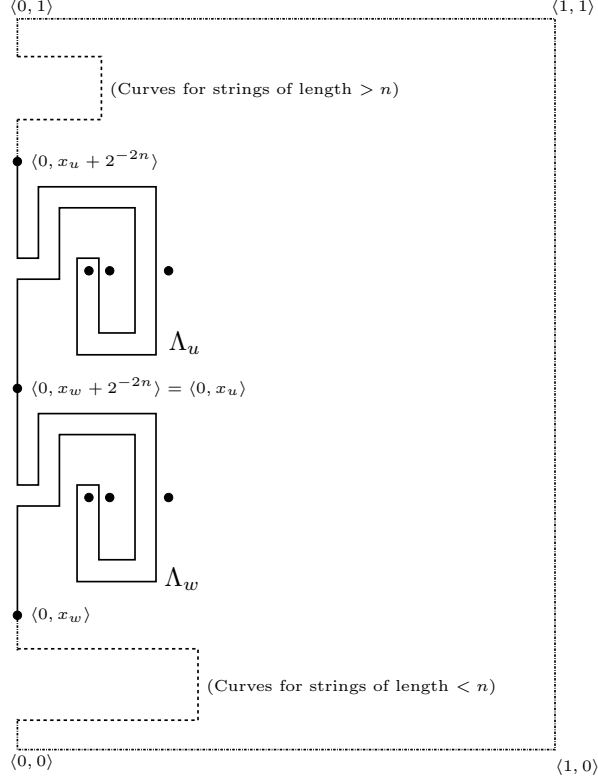 ⟨0, 1⟩ ⟨1, 1⟩
(Curves for strings of length > n)
⟨0, x_u + 2^{-2n}⟩
Λ_u
⟨0, x_w + 2^{-2n}⟩ = ⟨0, x_u⟩
Λ_w
⟨0, x_w⟩
(Curves for strings of length < n)
⟨0, 0⟩ ⟨1, 0⟩